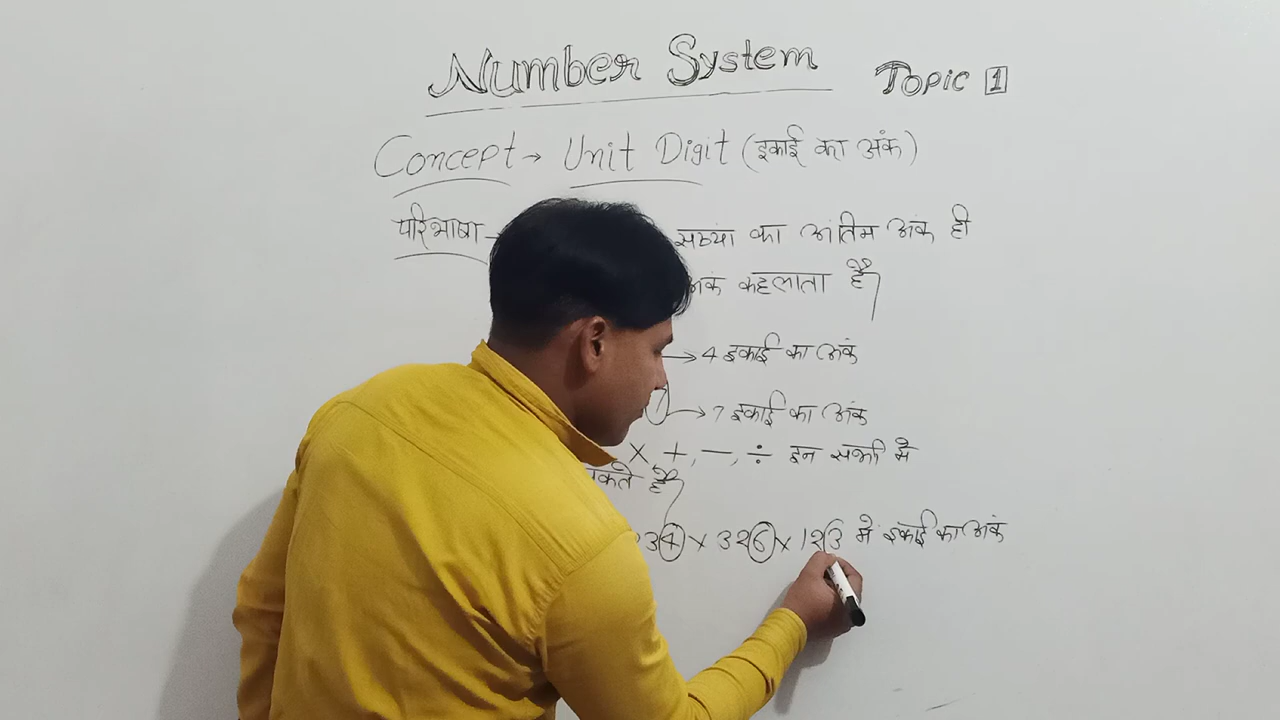 Number System Topic 1
Concept → Unit Digit (इकाई का अंक)
परिभाषा - संख्या का अंतिम अंक ही
अंक कहलाता है।
→ 4 इकाई का अंक
7 → 7 इकाई का अंक
×, +, -, ÷ इन सभी में
सकते है।
34 × 326 × 123 में इकाई का अंक